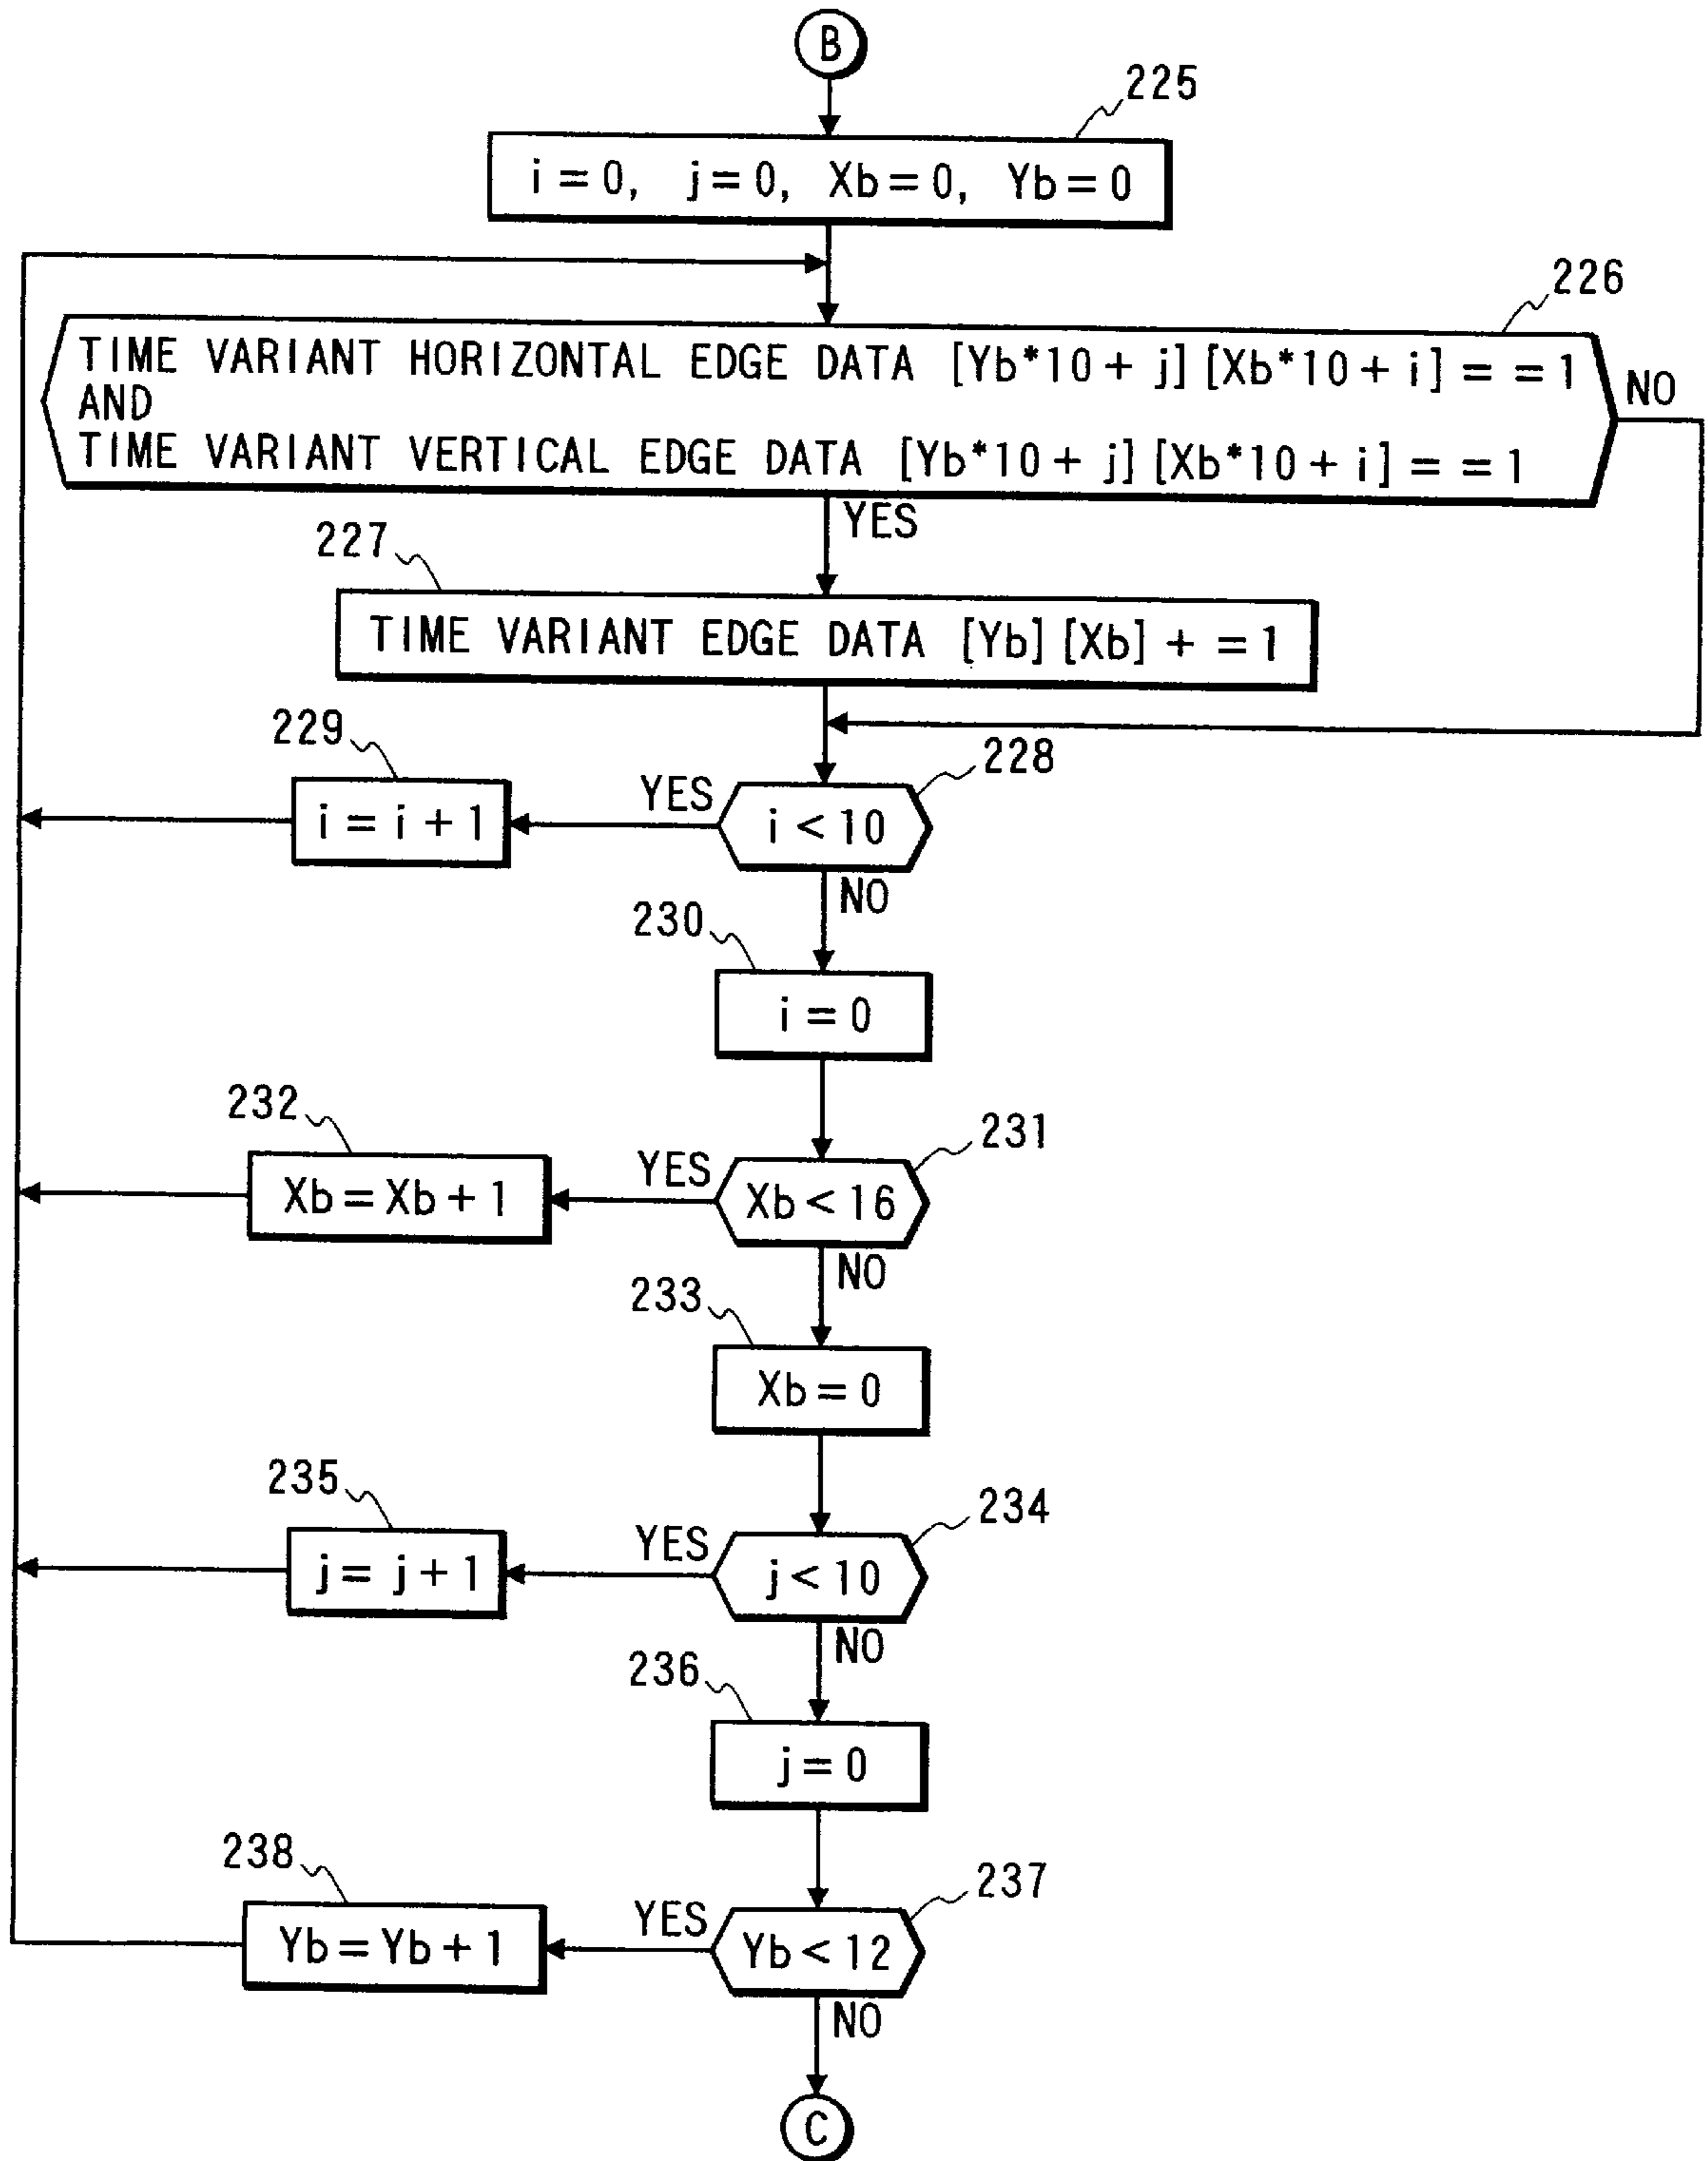 B
225
i = 0, j = 0, Xb = 0, Yb = 0
226
TIME VARIANT HORIZONTAL EDGE DATA [Yb*10 + j] [Xb*10 + i] = = 1
AND
TIME VARIANT VERTICAL EDGE DATA [Yb*10 + j] [Xb*10 + i] = = 1
NO
YES
227
TIME VARIANT EDGE DATA [Yb] [Xb] + = 1
229
228
i = i + 1
YES
i < 10
NO
230
i = 0
232
231
Xb = Xb + 1
YES
Xb < 16
NO
233
Xb = 0
235
234
j = j + 1
YES
j < 10
NO
236
j = 0
238
237
Yb = Yb + 1
YES
Yb < 12
NO
C